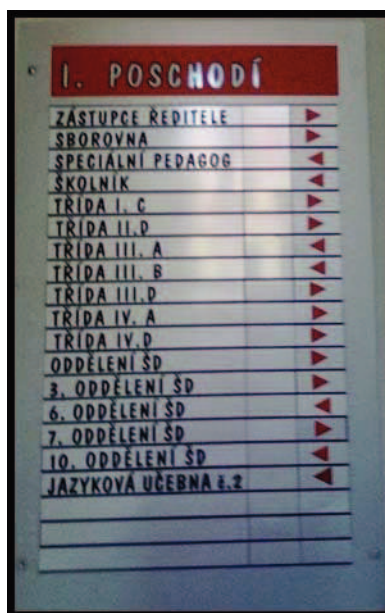 I. POSCHODÍ
ZÁSTUPCE ŘEDITELE
SBOROVNA
SPECIÁLNÍ PEDAGOG
ŠKOLNÍK
TŘÍDA I. C
TŘÍDA II.D
TŘÍDA III. A
TŘÍDA III. B
TŘÍDA III.D
TŘÍDA IV. A
TŘÍDA IV.D
ODDĚLENÍ ŠD
3. ODDĚLENÍ ŠD
6. ODDĚLENÍ ŠD
7. ODDĚLENÍ ŠD
10. ODDĚLENÍ ŠD
JAZYKOVÁ UČEBNA č.2